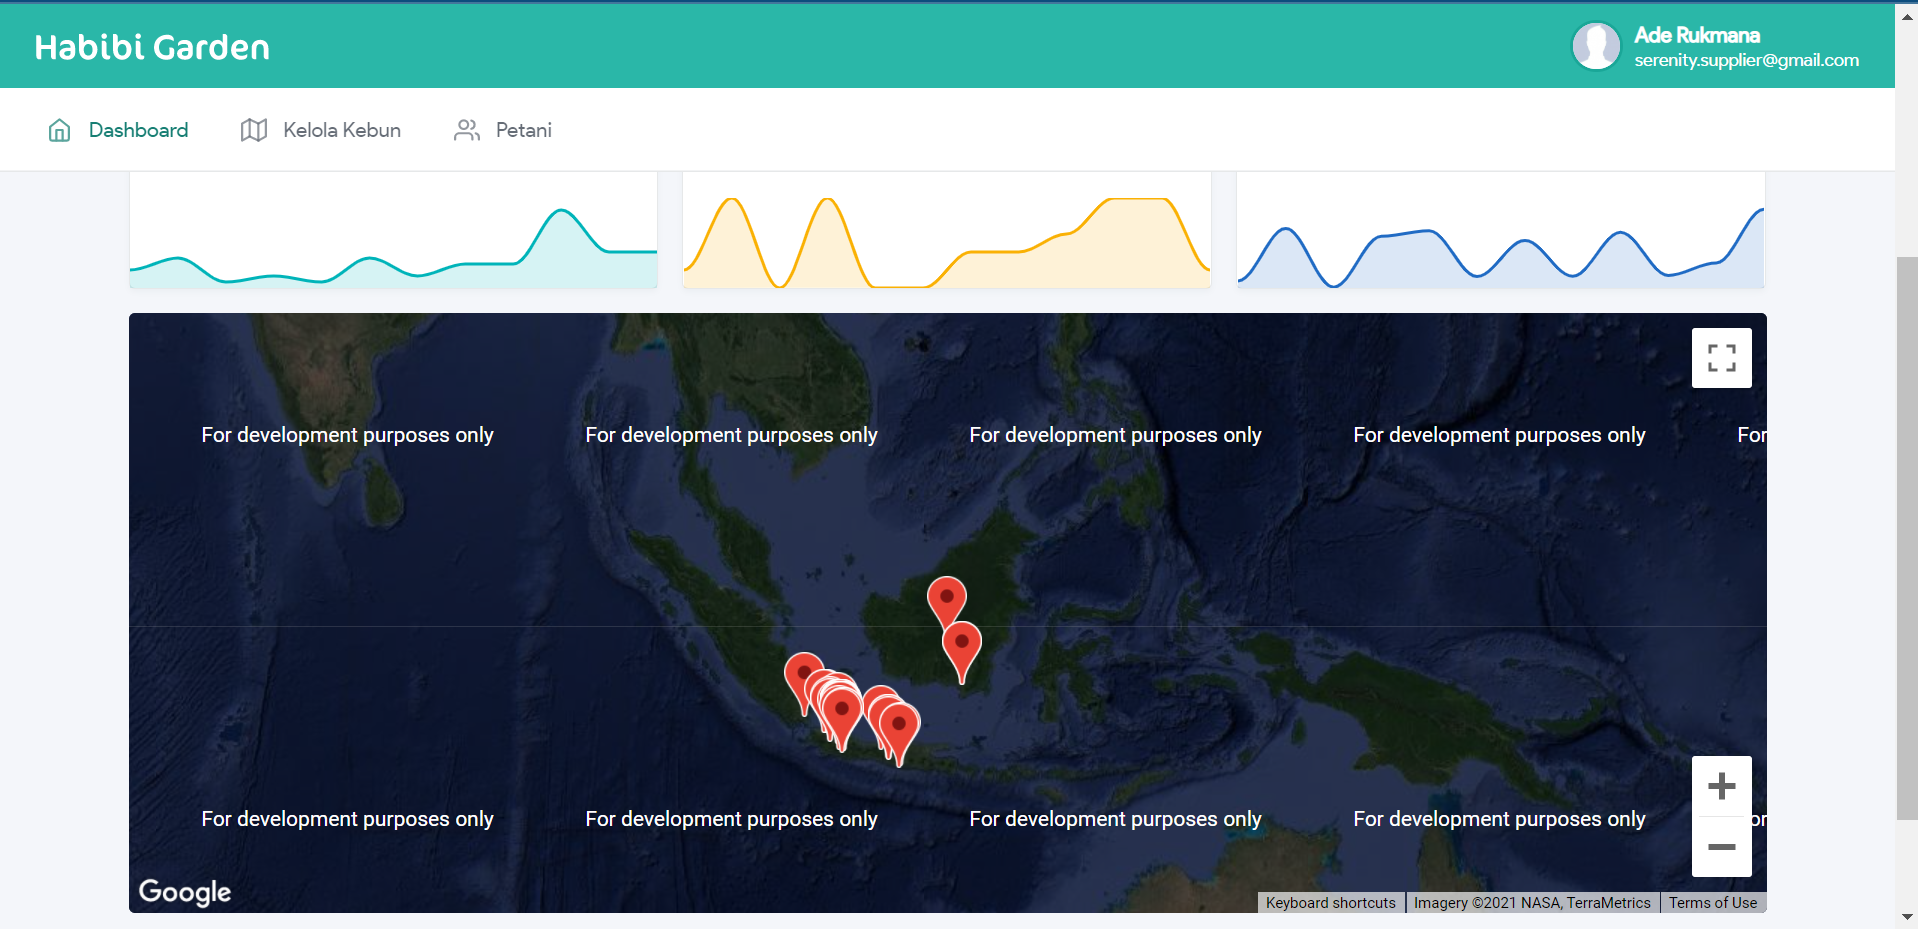 Habibi Garden
Ade Rukmana
serenity.supplier@gmail.com
Dashboard
Kelola Kebun
Petani
For development purposes only
For development purposes only
For development purposes only
For development purposes only
For
For development purposes only
For development purposes only
For development purposes only
For development purposes only
or
Google
Keyboard shortcuts
Imagery ©2021 NASA, TerraMetrics
Terms of Use